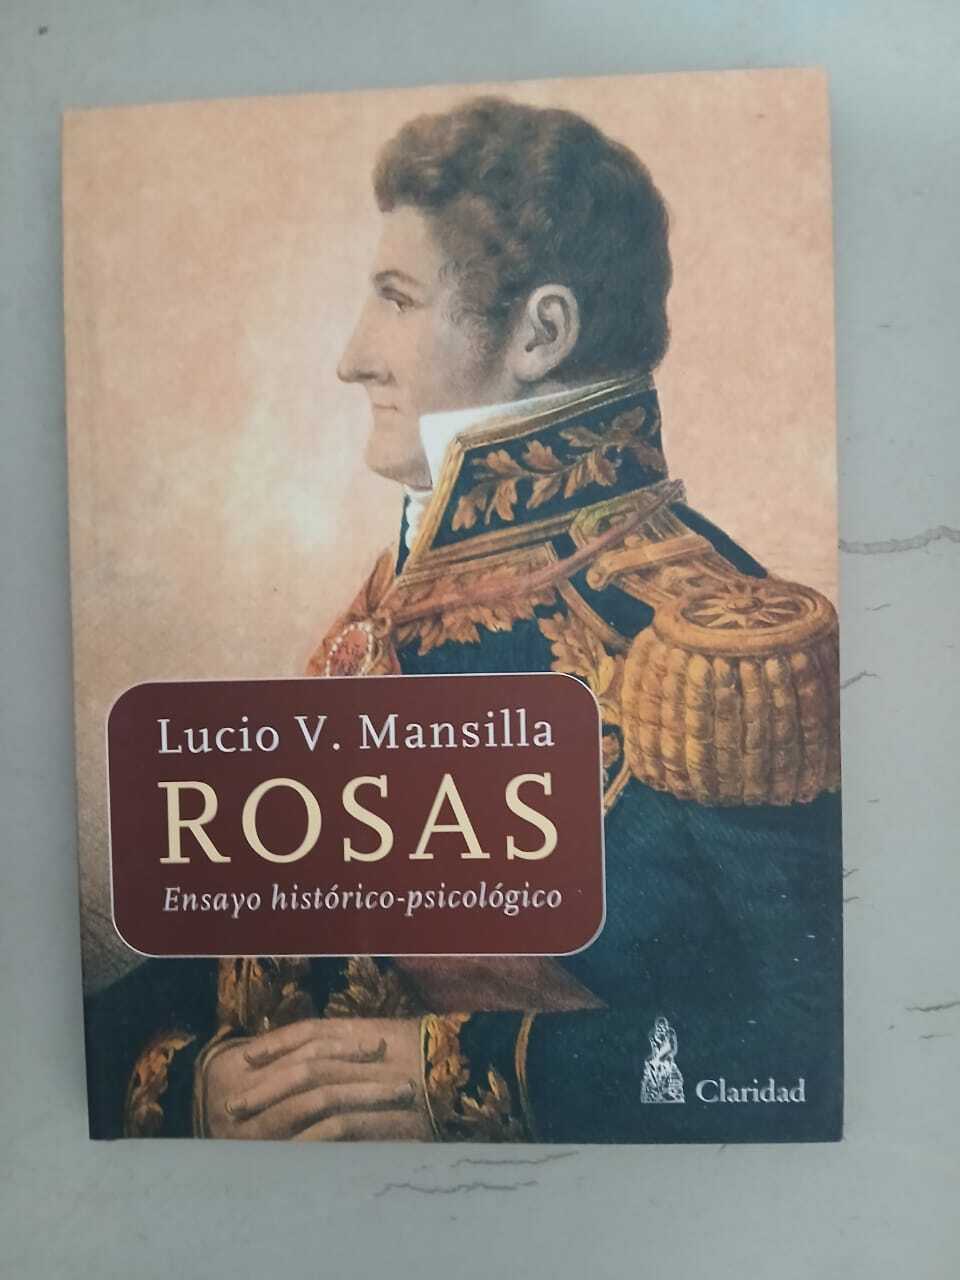 Lucio V. Mansilla
ROSAS
Ensayo histórico-psicológico
Claridad